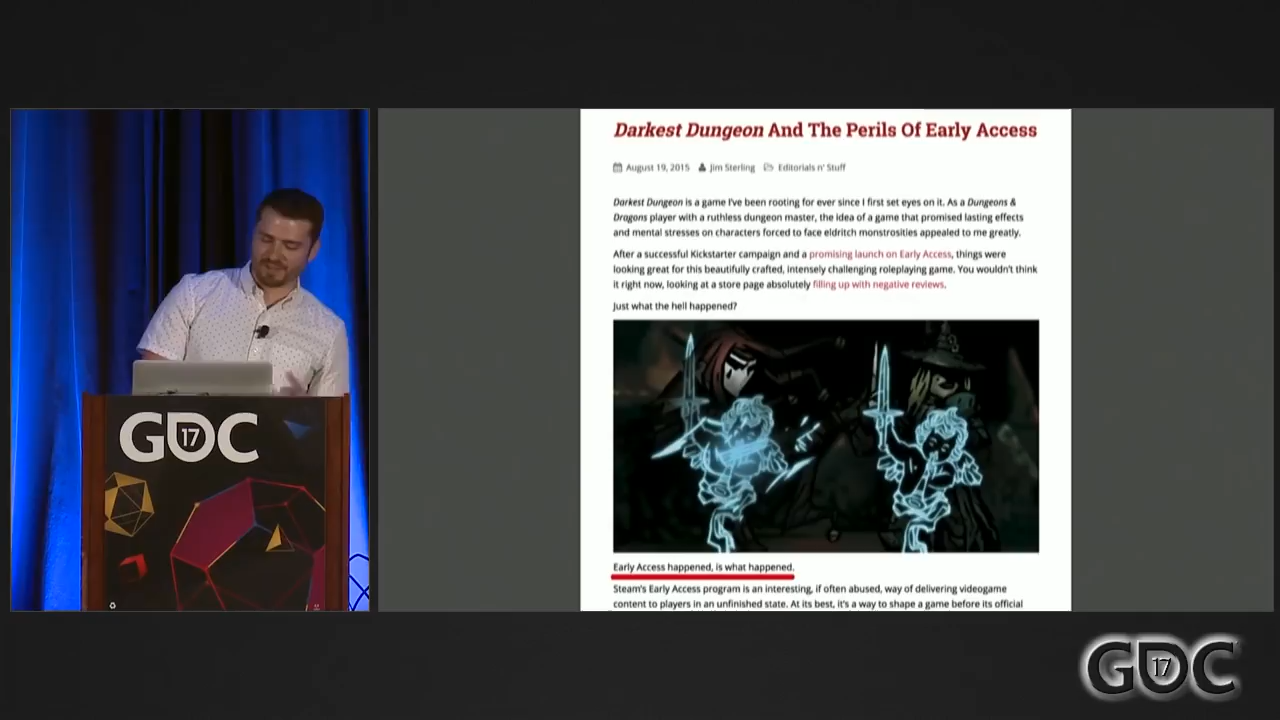 Darkest Dungeon And The Perils Of Early Access
August 19, 2015 Jim Sterling Editorials n' Stuff
Darkest Dungeon is a game I've been rooting for ever since I first set eyes on it. As a Dungeons &
Dragons player with a ruthless dungeon master, the idea of a game that promised lasting effects
and mental stresses on characters forced to face eldritch monstrosities appealed to me greatly.
After a successful Kickstarter campaign and a promising launch on Early Access, things were
looking great for this beautifully crafted, intensely challenging roleplaying game. You wouldn't think
it right now, looking at a store page absolutely filling up with negative reviews.
Just what the hell happened?
Early Access happened, is what happened.
Steam's Early Access program is an interesting, if often abused, way of delivering videogame
content to players in an unfinished state. At its best, it's a way to shape a game before its official
GDC
17
GDC
17